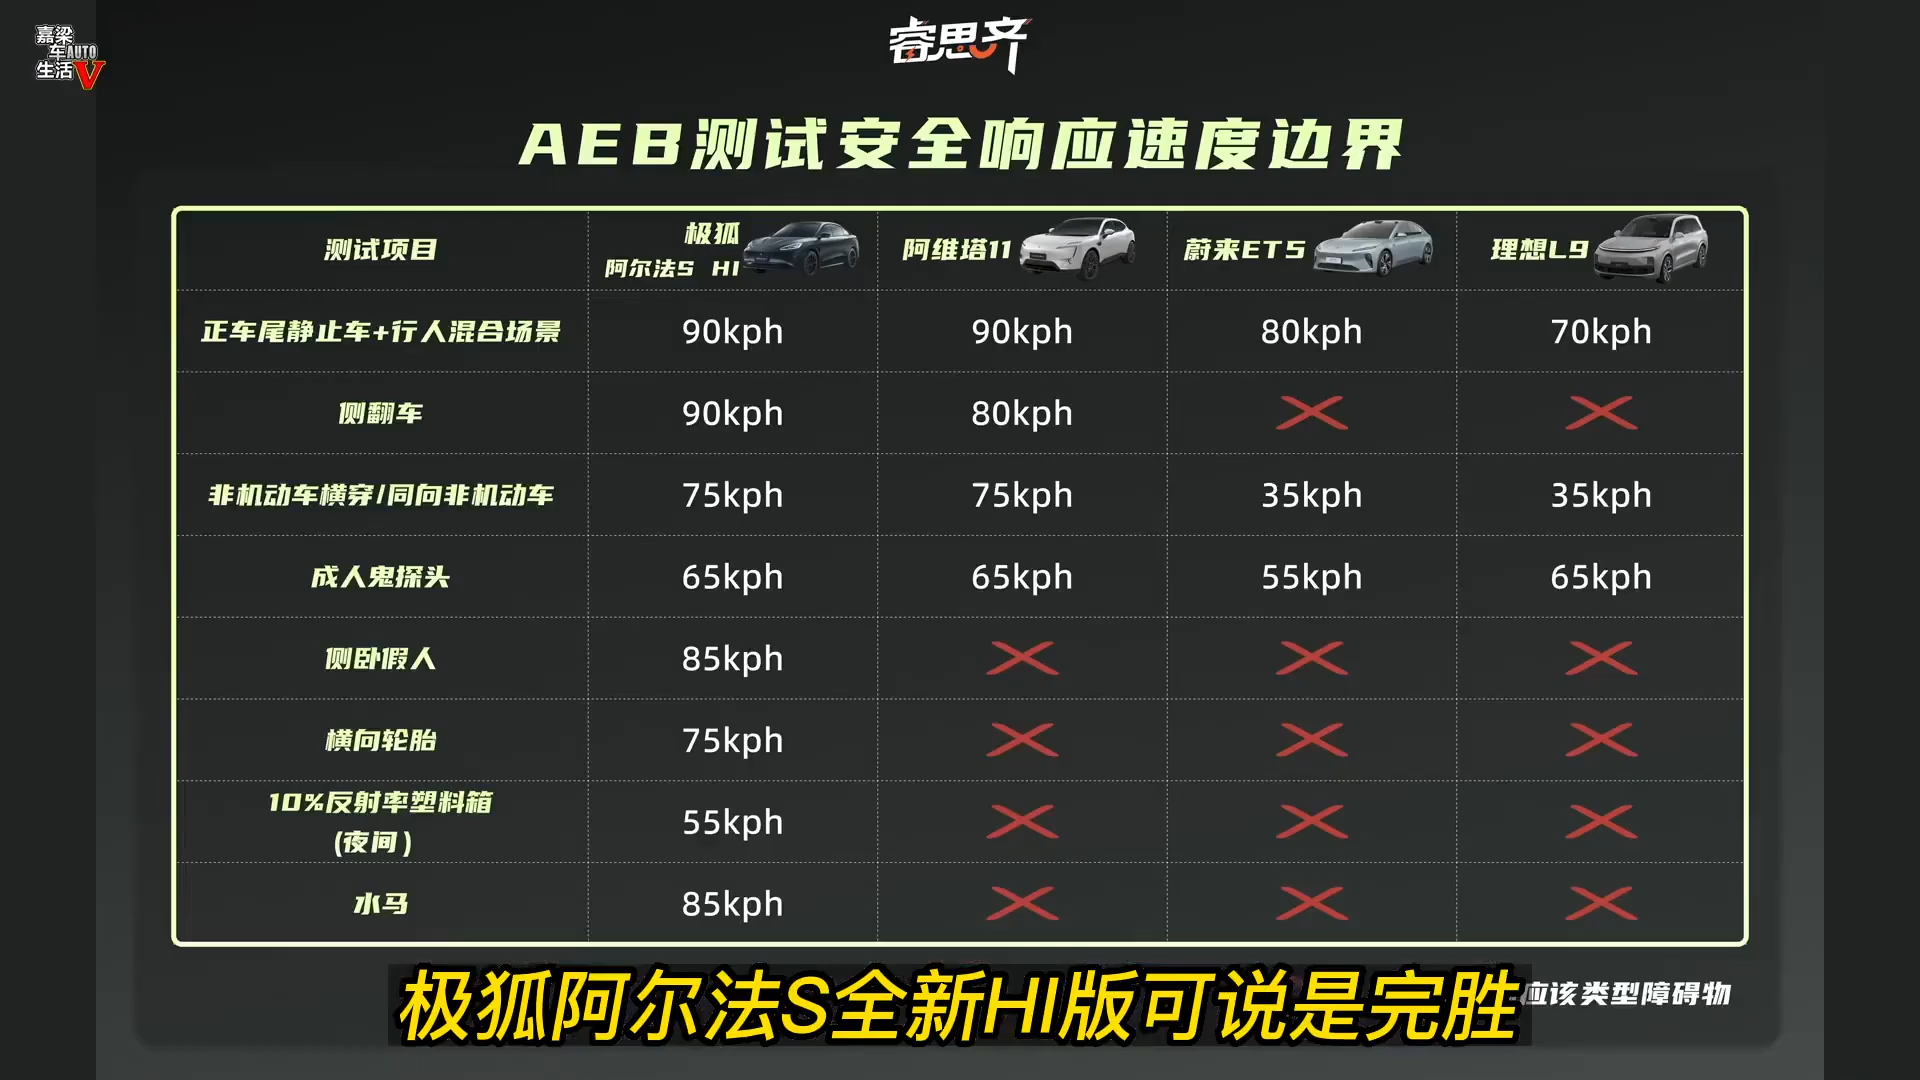 嘉梁
车AUTO
生活V
睿思齐
AEB测试安全响应速度边界
测试项目
极狐
阿尔法S HI
阿维塔11
蔚来ET5
理想L9
正车尾静止车+行人混合场景
90kph
90kph
80kph
70kph
侧翻车
90kph
80kph
非机动车横穿/同向非机动车
75kph
75kph
35kph
35kph
成人鬼探头
65kph
65kph
55kph
65kph
侧卧假人
85kph
横向轮胎
75kph
10%反射率塑料箱
(夜间)
55kph
水马
85kph
应该类型障碍物
极狐阿尔法S全新HI版可说是完胜